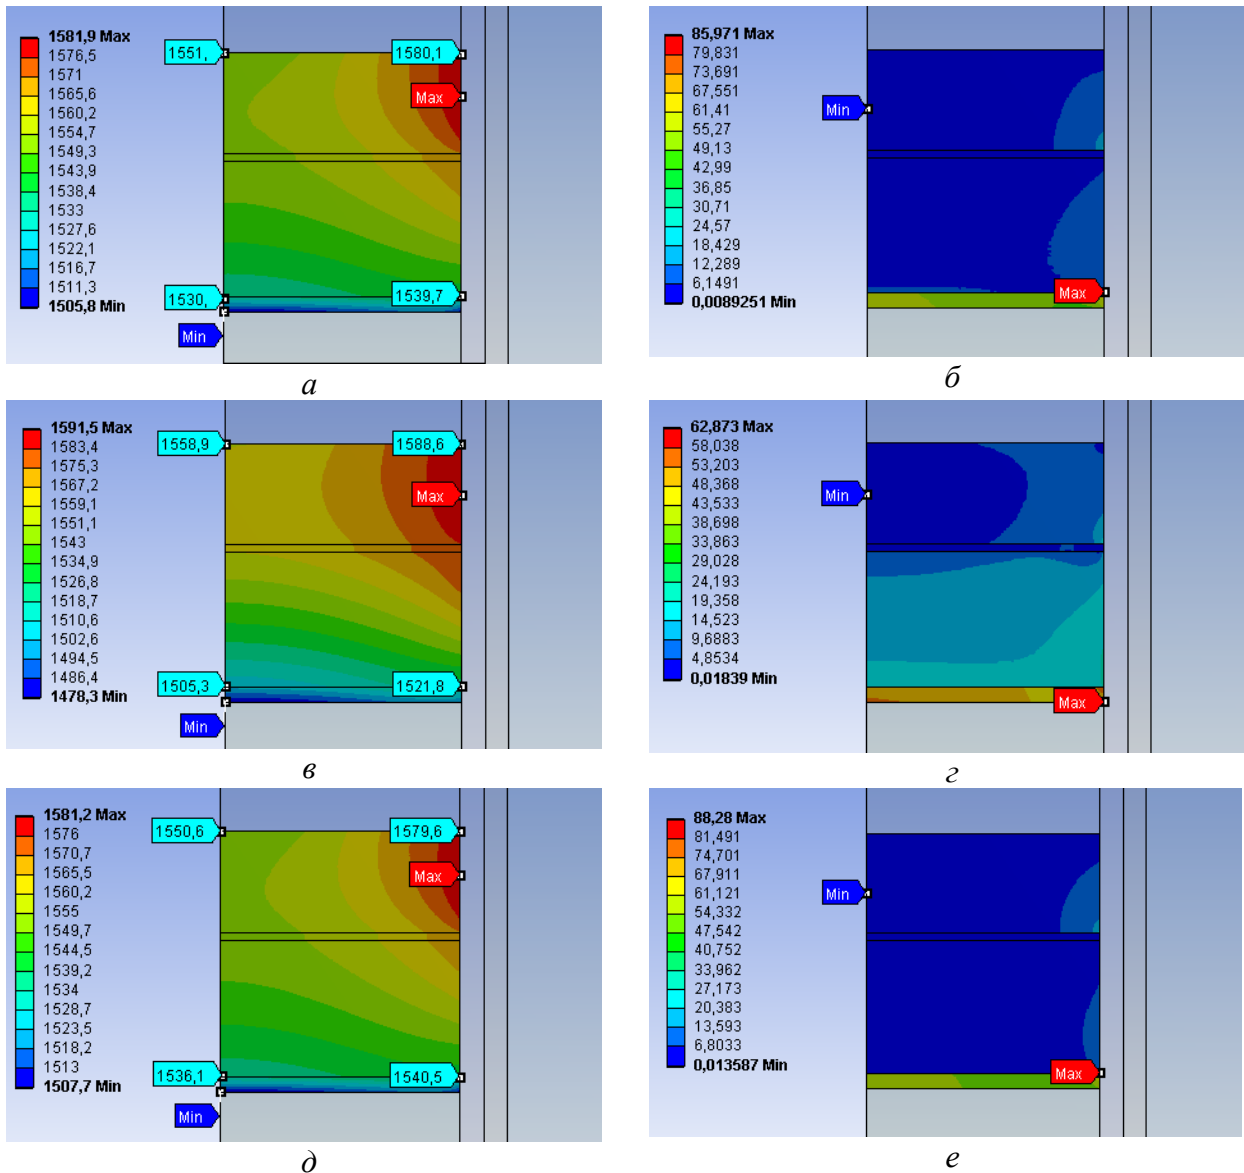 1581,9 Max
1576,5
1571
1565,6
1560,2
1554,7
1549,3
1543,9
1538,4
1533
1527,6
1522,1
1516,7
1511,3
1505,8 Min
1551,
1580,1
Max
1530,
1539,7
Min
а
85,971 Max
79,831
73,691
67,551
61,41
55,27
49,13
42,99
36,85
30,71
24,57
18,429
12,289
6,1491
0,0089251 Min
Min
Max
б
1591,5 Max
1583,4
1575,3
1567,2
1559,1
1551,1
1543
1534,9
1526,8
1518,7
1510,6
1502,6
1494,5
1486,4
1478,3 Min
1558,9
1588,6
Max
1505,3
1521,8
Min
в
62,873 Max
58,038
53,203
48,368
43,533
38,698
33,863
29,028
24,193
19,358
14,523
9,6883
4,8534
0,01839 Min
Min
Max
г
1581,2 Max
1576
1570,7
1565,5
1560,2
1555
1549,7
1544,5
1539,2
1534
1528,7
1523,5
1518,2
1513
1507,7 Min
1550,6
1579,6
Max
1536,1
1540,5
Min
д
88,28 Max
81,491
74,701
67,911
61,121
54,332
47,542
40,752
33,962
27,173
20,383
13,593
6,8033
0,013587 Min
Min
Max
е